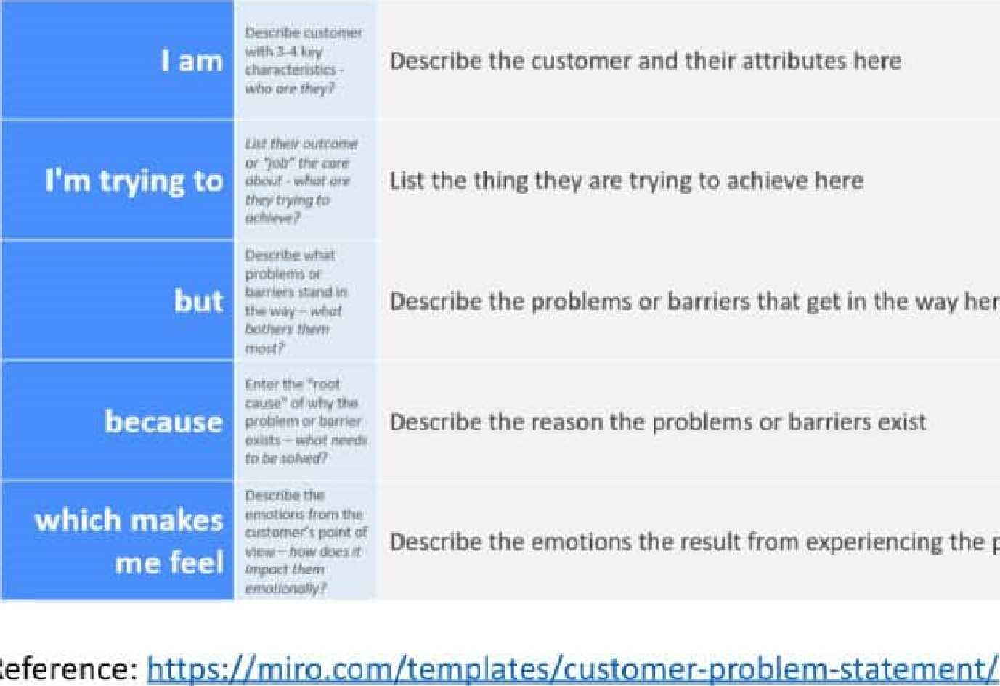 I am
Describe customer
with 3-4 key
characteristics -
who are they?
Describe the customer and their attributes here
I'm trying to
List their outcome
or "job" the care
about - what are
they trying to
achieve?
List the thing they are trying to achieve here
but
Describe what
problems or
barriers stand in
the way – what
bothers them
most?
Describe the problems or barriers that get in the way her
because
Enter the "root
cause" of why the
problem or barrier
exists – what needs
to be solved?
Describe the reason the problems or barriers exist
which makes
me feel
Describe the
emotions from the
customer's point of
view – how does it
impact them
emotionally?
Describe the emotions the result from experiencing the p
eference: https://miro.com/templates/customer-problem-statement/